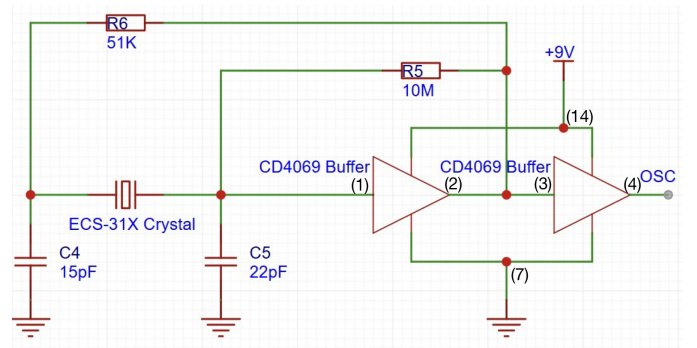 R6
51K
R5
10M
+9V
(14)
CD4069 Buffer
CD4069 Buffer
(1)
(2)
(3)
(4)
OSC
ECS-31X Crystal
C4
15pF
C5
22pF
(7)